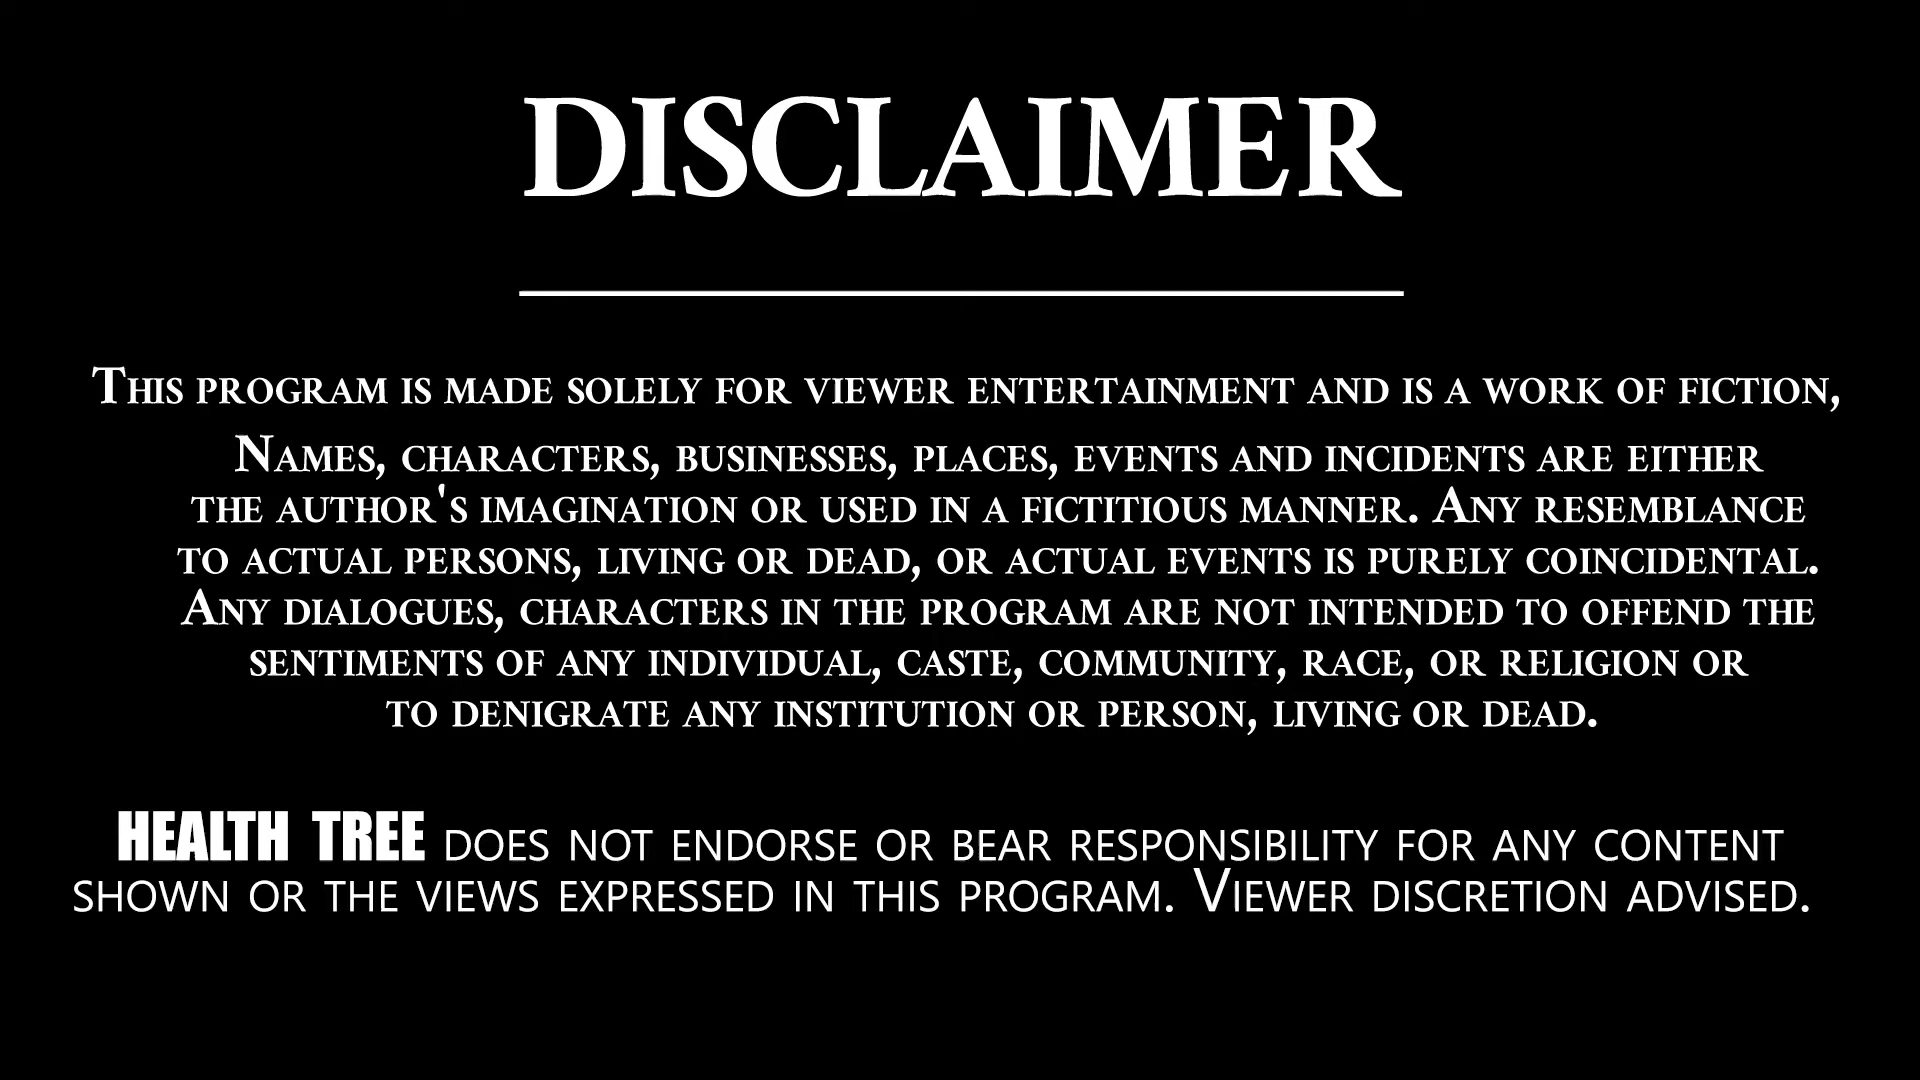 DISCLAIMER
This program is made solely for viewer entertainment and is a work of fiction,
Names, characters, businesses, places, events and incidents are either
the author's imagination or used in a fictitious manner. Any resemblance
to actual persons, living or dead, or actual events is purely coincidental.
Any dialogues, characters in the program are not intended to offend the
sentiments of any individual, caste, community, race, or religion or
to denigrate any institution or person, living or dead.
HEALTH TREE does not endorse or bear responsibility for any content
shown or the views expressed in this program. Viewer discretion advised.